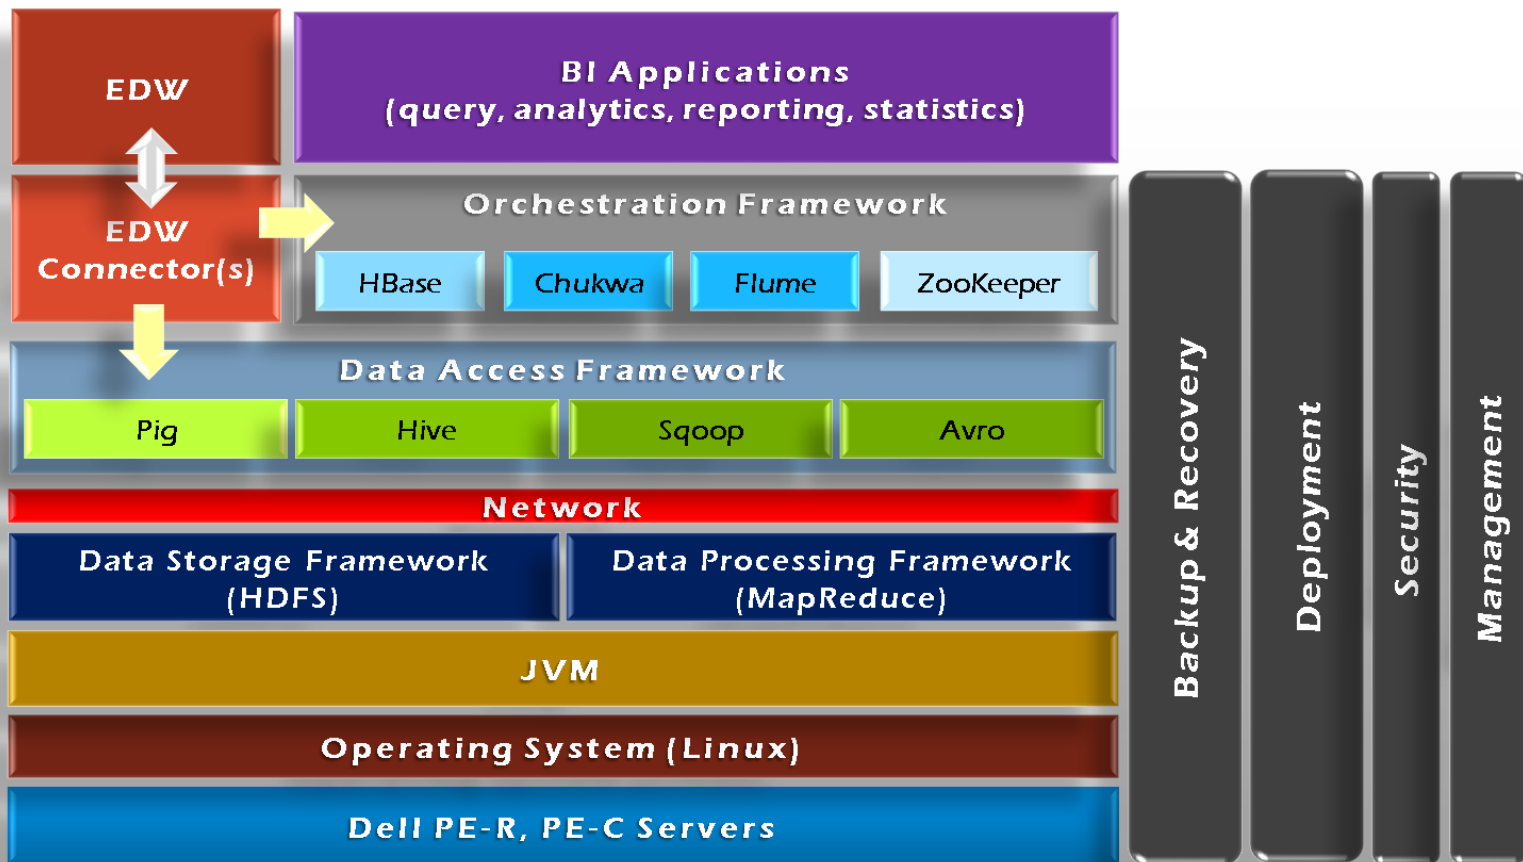 EDW
BI Applications
(query, analytics, reporting, statistics)
EDW
Connector(s)
Orchestration Framework
HBase
Chukwa
Flume
ZooKeeper
Data Access Framework
Pig
Hive
Sqoop
Avro
Network
Data Storage Framework
(HDFS)
Data Processing Framework
(MapReduce)
JVM
Operating System (Linux)
Dell PE-R, PE-C Servers
Backup & Recovery
Deployment
Security
Management